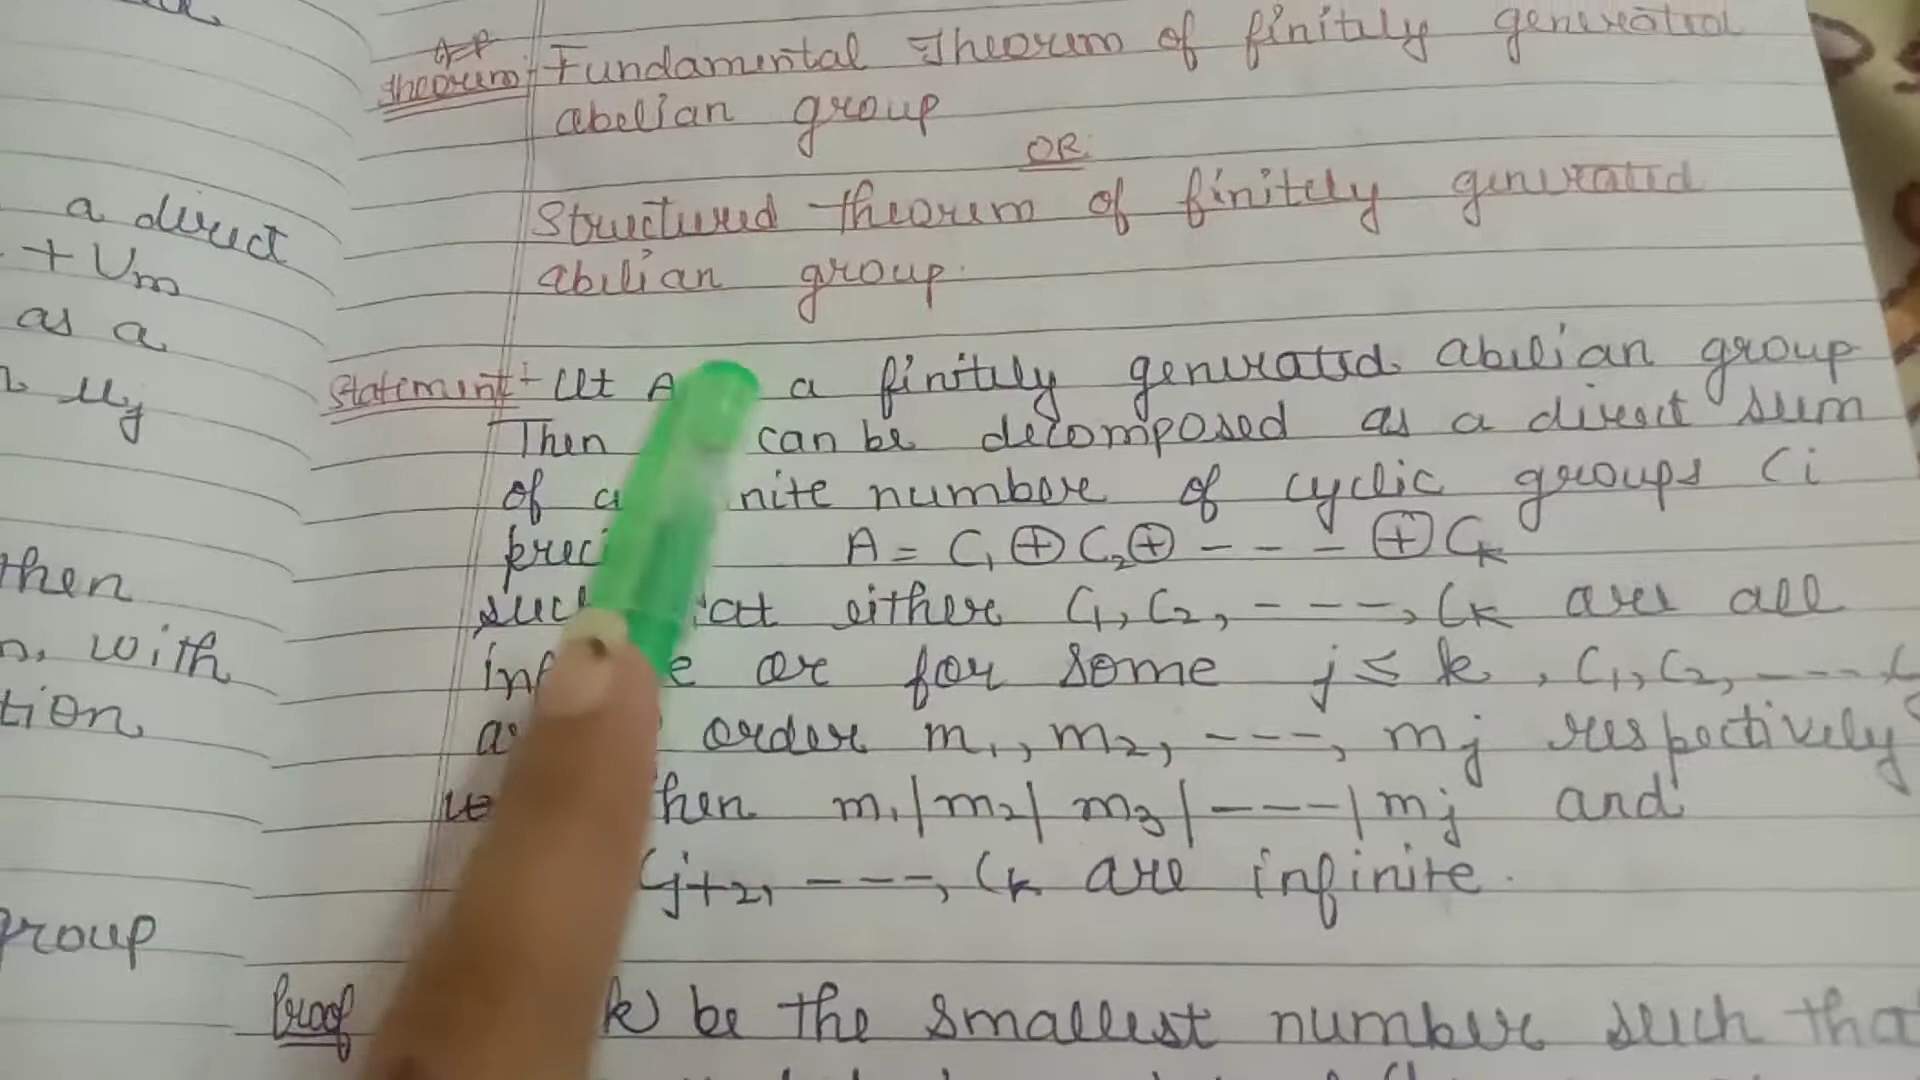 a direct
+ Um
as a
uj
then
with
tion
group
Imp
theorem:- Fundamental Theorem of finitely generated
abelian group
OR
Structured theorem of finitely generated
abelian group.
Statement:- Let A a finitely generated abelian group
Then can be decomposed as a direct sum
of a nite number of cyclic groups Ci
A = C1 ⊕ C2 ⊕ - - - ⊕ Ck
either C1, C2, - - - -, Ck are all
or for some j ≤ k, C1, C2, - - - -
order m1, m2, - - - -, mj respectively
m1 | m2 | m3 | - - - - | mj and
Cj+2, - - - -, Ck are infinite.
Proof k be the smallest number such that